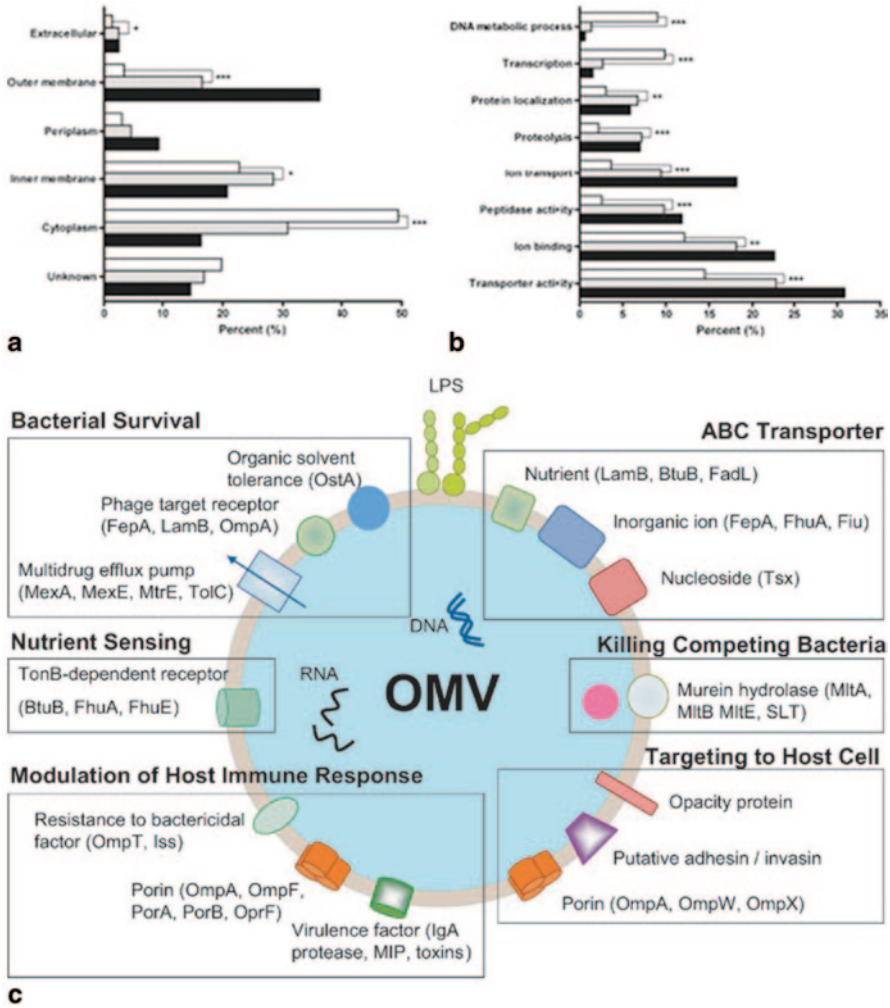 Extracellular
Outer membrane
Periplasm
Inner membrane
Cytoplasm
Unknown
*
***
*
***
0 10 20 30 40 50
Percent (%)
a
DNA metabolic process
Transcription
Protein localization
Proteolysis
Ion transport
Peptidase activity
Ion binding
Transporter activity
***
***
**
***
***
***
**
***
0 5 10 15 20 25 30 35
Percent (%)
b
LPS
Bacterial Survival
Organic solvent
tolerance (OstA)
Phage target receptor
(FepA, LamB, OmpA)
Multidrug efflux pump
(MexA, MexE, MtrE, TolC)
ABC Transporter
Nutrient (LamB, BtuB, FadL)
Inorganic ion (FepA, FhuA, Fiu)
Nucleoside (Tsx)
DNA
RNA
OMV
Nutrient Sensing
TonB-dependent receptor
(BtuB, FhuA, FhuE)
Killing Competing Bacteria
Murein hydrolase (MltA,
MltB MltE, SLT)
Modulation of Host Immune Response
Resistance to bactericidal
factor (OmpT, Iss)
Porin (OmpA, OmpF,
PorA, PorB, OprF)
Virulence factor (IgA
protease, MIP, toxins)
Targeting to Host Cell
Opacity protein
Putative adhesin / invasin
Porin (OmpA, OmpW, OmpX)
c